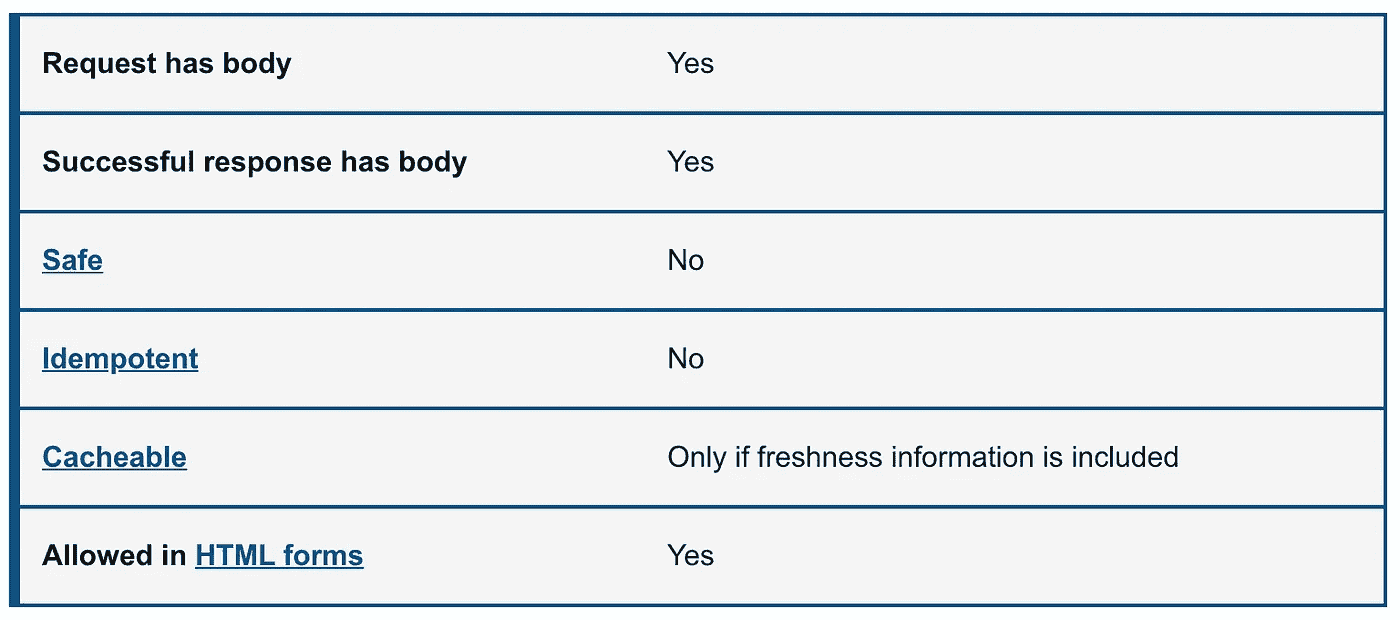 Request has body Yes
Successful response has body Yes
Safe No
Idempotent No
Cacheable Only if freshness information is included
Allowed in HTML forms Yes